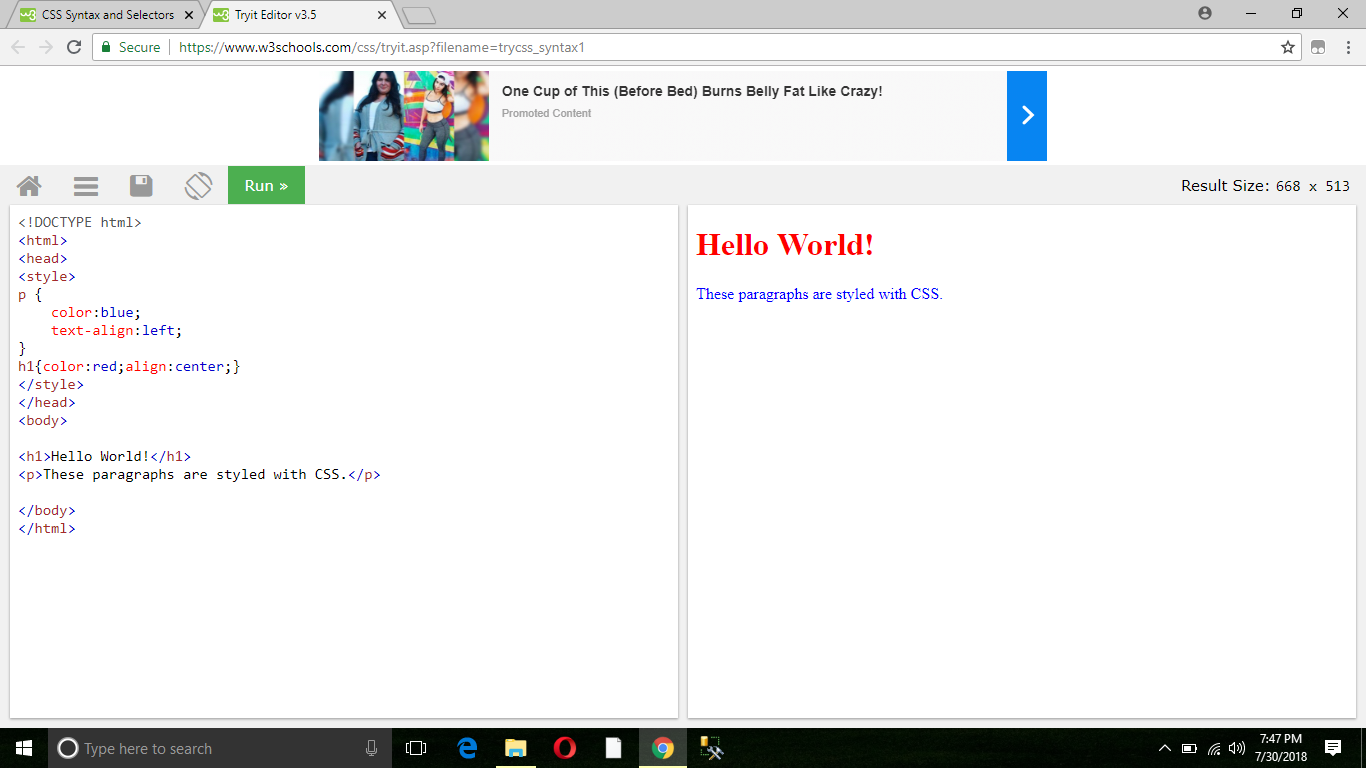 CSS Syntax and Selectors
Tryit Editor v3.5
Secure
https://www.w3schools.com/css/tryit.asp?filename=trycss_syntax1
One Cup of This (Before Bed) Burns Belly Fat Like Crazy!
Promoted Content
Run »
Result Size: 668 x 513
<!DOCTYPE html>
<html>
<head>
<style>
p {
    color:blue;
    text-align:left;
}
h1{color:red;align:center;}
</style>
</head>
<body>
<h1>Hello World!</h1>
<p>These paragraphs are styled with CSS.</p>
</body>
</html>
Hello World!
These paragraphs are styled with CSS.
Type here to search
7:47 PM
7/30/2018